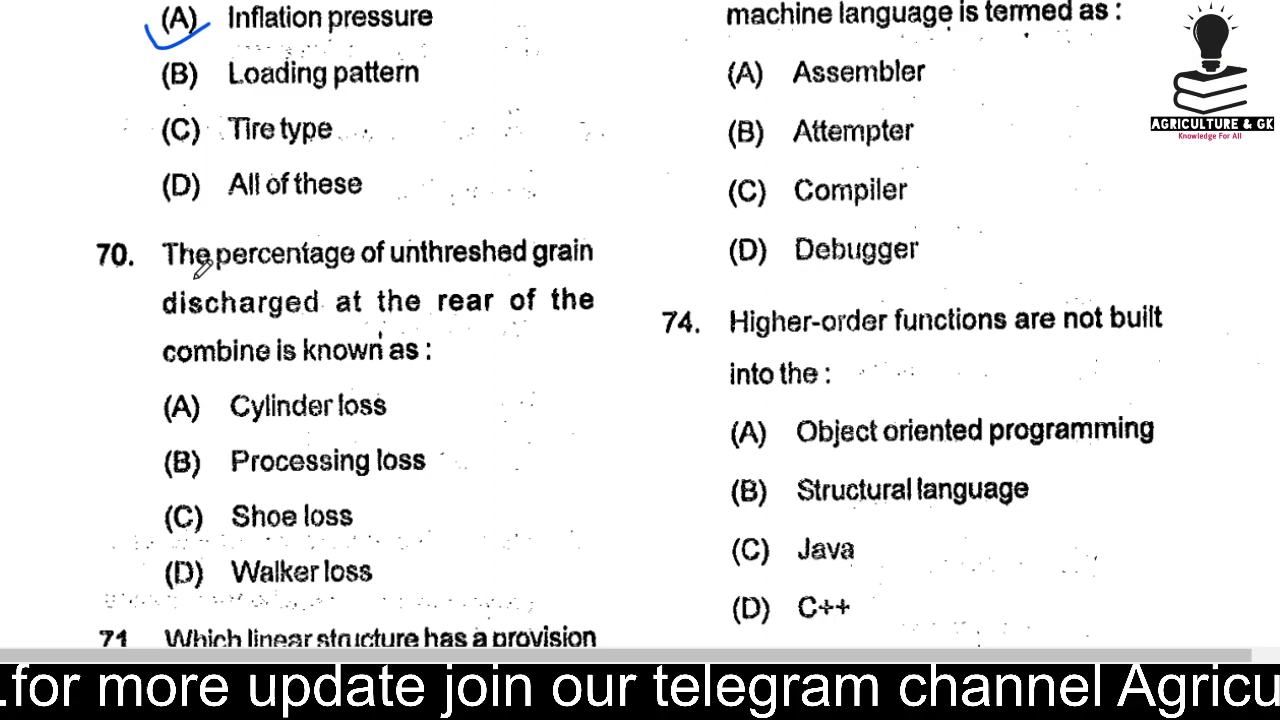 (A) Inflation pressure
(B) Loading pattern
(C) Tire type
(D) All of these
70. The percentage of unthreshed grain
discharged at the rear of the
combine is known as :
(A) Cylinder loss
(B) Processing loss
(C) Shoe loss
(D) Walker loss
71 Which linear structure has a provision
machine language is termed as :
(A) Assembler
(B) Attempter
(C) Compiler
(D) Debugger
74. Higher-order functions are not built
into the :
(A) Object oriented programming
(B) Structural language
(C) Java
(D) C++
AGRICULTURE & GK
Knowledge For All
.for more update join our telegram channel Agricu